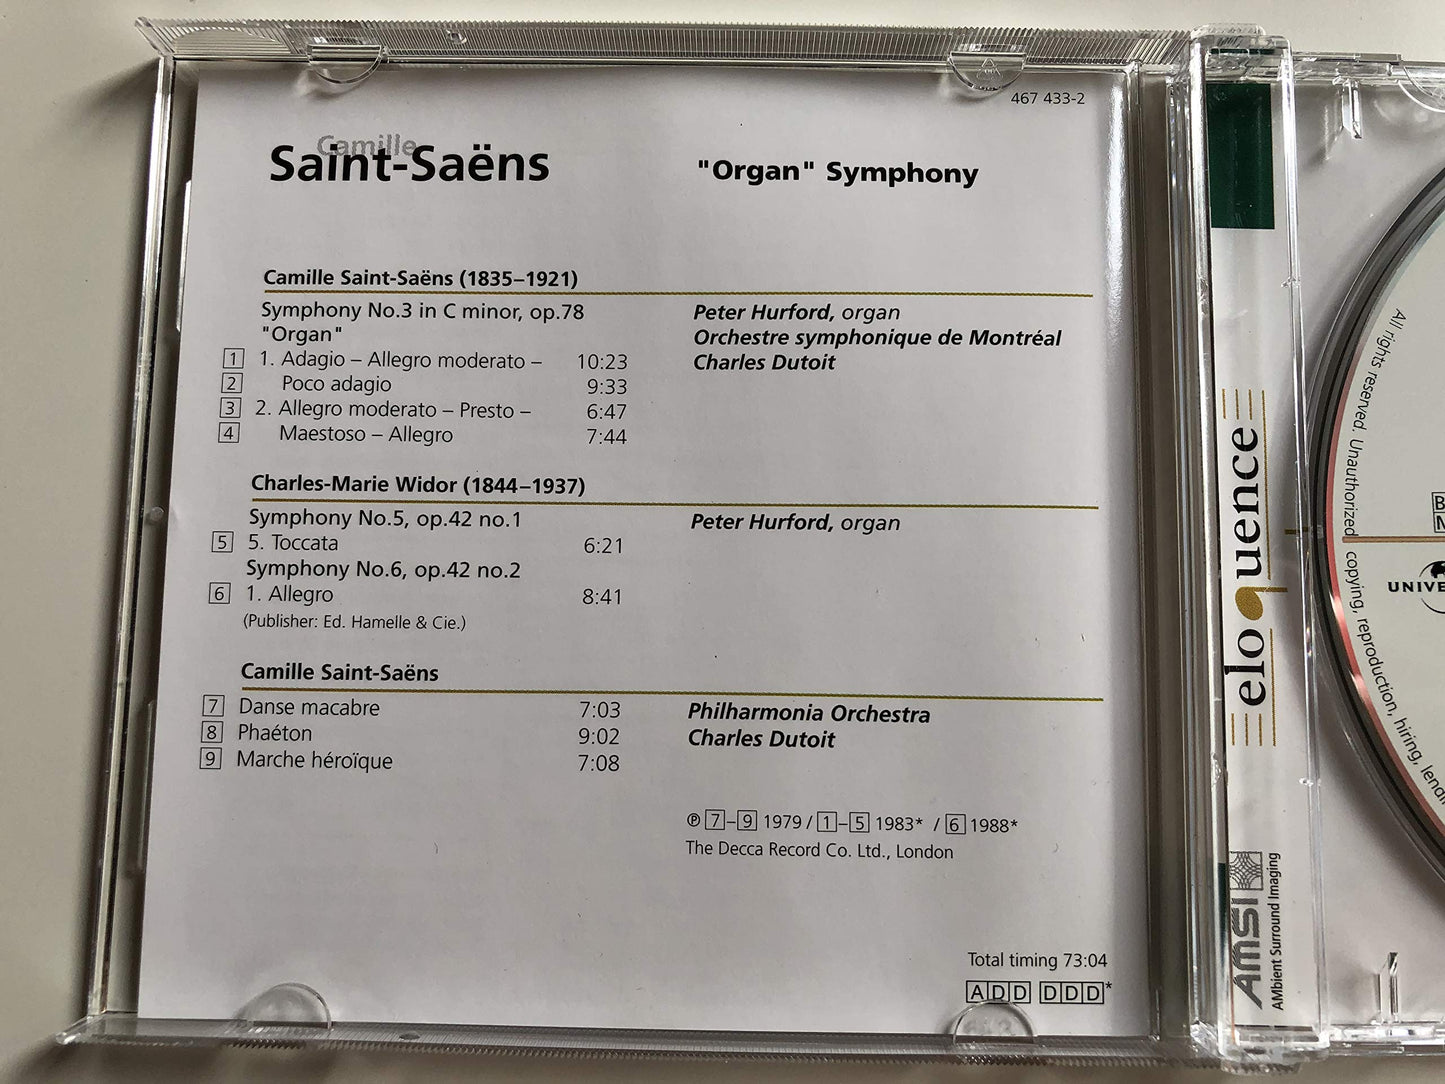 467 433-2
Camille
Saint-Saëns
"Organ" Symphony
Camille Saint-Saëns (1835–1921)
Symphony No.3 in C minor, op.78
"Organ"
1 1. Adagio – Allegro moderato – 10:23
2 Poco adagio 9:33
3 2. Allegro moderato – Presto – 6:47
4 Maestoso – Allegro 7:44
Peter Hurford, organ
Orchestre symphonique de Montréal
Charles Dutoit
Charles-Marie Widor (1844–1937)
Symphony No.5, op.42 no.1
5 5. Toccata 6:21
Symphony No.6, op.42 no.2
6 1. Allegro 8:41
(Publisher: Ed. Hamelle & Cie.)
Peter Hurford, organ
Camille Saint-Saëns
7 Danse macabre 7:03
8 Phaéton 9:02
9 Marche héroïque 7:08
Philharmonia Orchestra
Charles Dutoit
℗ 7–9 1979 / 1–5 1983* / 6 1988*
The Decca Record Co. Ltd., London
Total timing 73:04
ADD DDD*
eloquence
AMSI
AMbient Surround Imaging
All rights reserved. Unauthorized copying, reproduction, hiring,